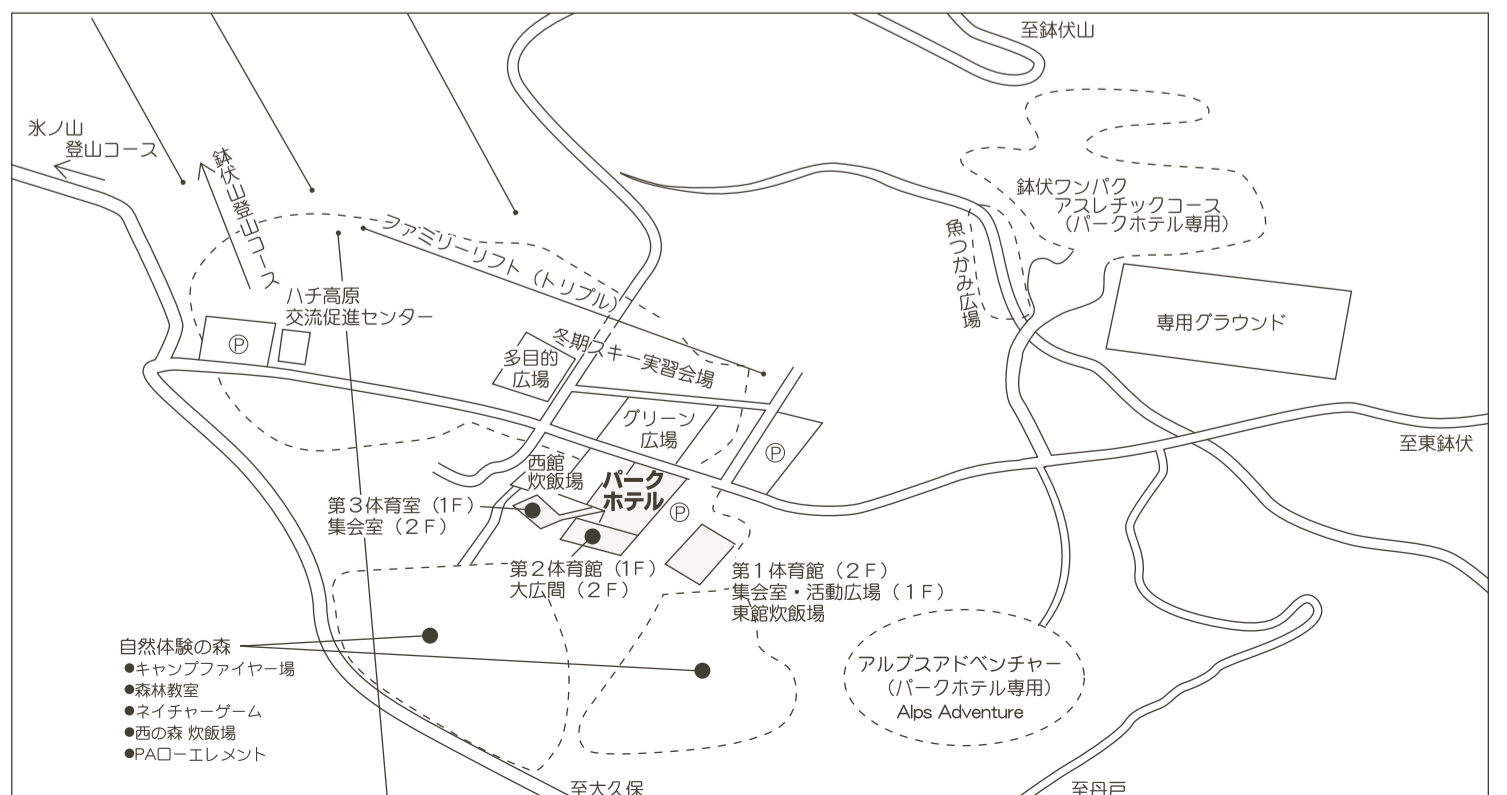 至鉢伏山
氷ノ山
登山コース
鉢伏山登山コース
鉢伏ワンパク
アスレチックコース
（パークホテル専用）
魚つかみ広場
ファミリーリフト（トリプル）
ハチ高原
交流促進センター
専用グラウンド
Ⓟ
冬期スキー実習会場
多目的
広場
グリーン
広場
Ⓟ
至東鉢伏
西館
炊飯場
パーク
ホテル
Ⓟ
第３体育室（1F）
集会室（２Ｆ）
第２体育館（1F）
大広間（２Ｆ）
第１体育館（２Ｆ）
集会室・活動広場（１Ｆ）
東館炊飯場
自然体験の森
●キャンプファイヤー場
●森林教室
●ネイチャーゲーム
●西の森 炊飯場
●PAローエレメント
アルプスアドベンチャー
（パークホテル専用）
Alps Adventure
至大久保
至丹戸